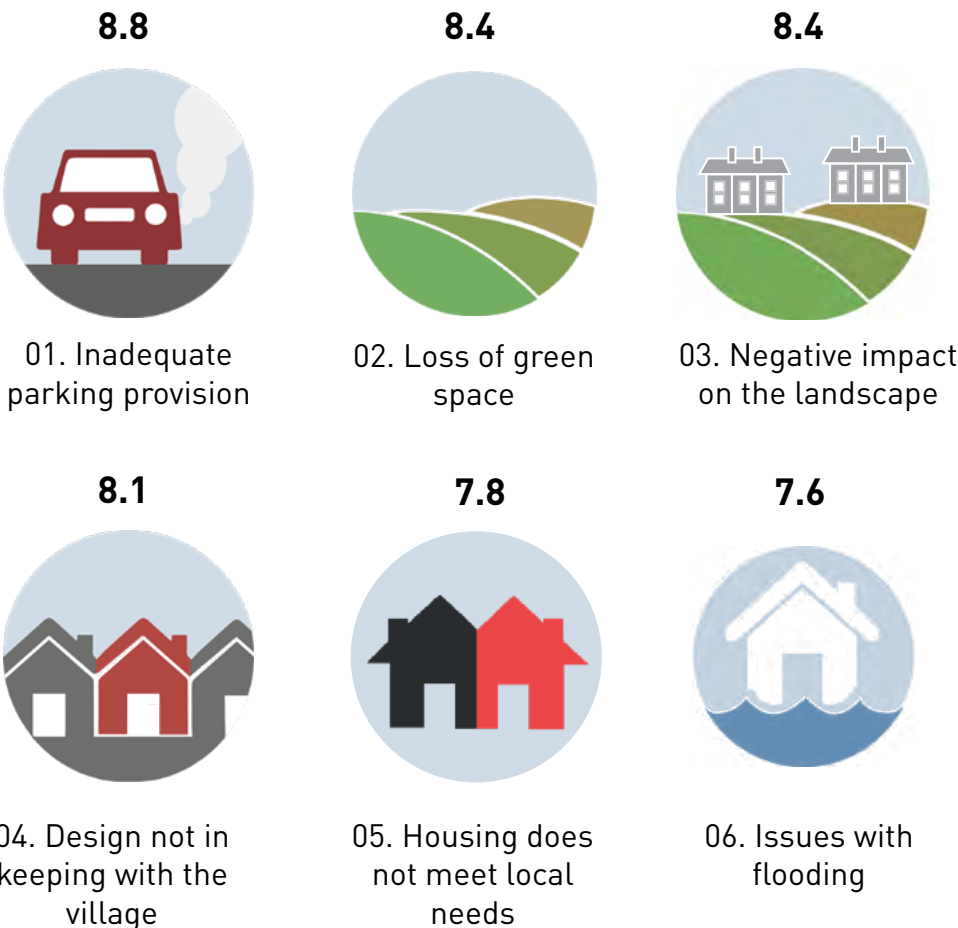 8.8
8.4
8.4
01. Inadequate
parking provision
02. Loss of green
space
03. Negative impact
on the landscape
8.1
7.8
7.6
04. Design not in
keeping with the
village
05. Housing does
not meet local
needs
06. Issues with
flooding